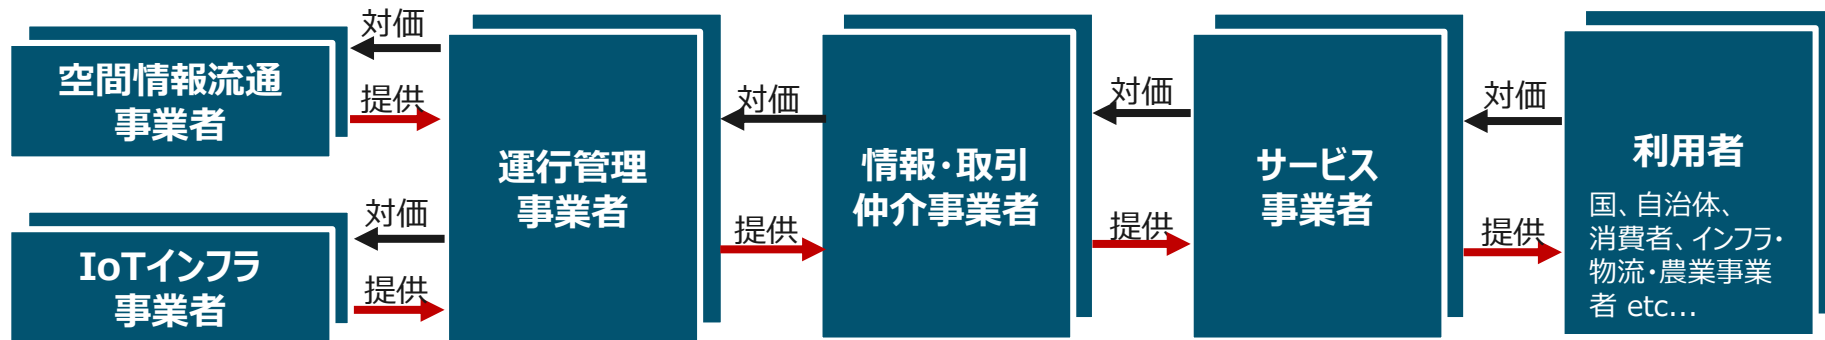 対価
空間情報流通
事業者
提供
対価
IoTインフラ
事業者
提供
運行管理
事業者
対価
提供
情報・取引
仲介事業者
対価
提供
サービス
事業者
対価
提供
利用者
国、自治体、
消費者、インフラ・
物流・農業事業
者 etc...